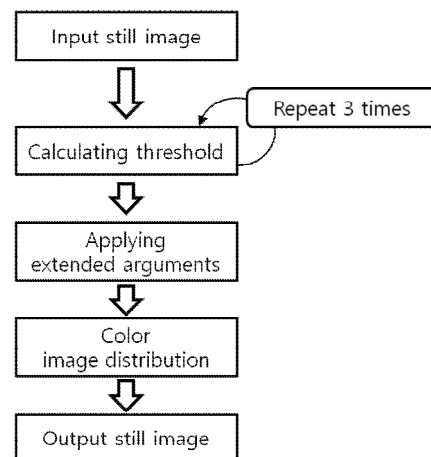 Input still image
Repeat 3 times
Calculating threshold
Applying
extended arguments
Color
image distribution
Output still image